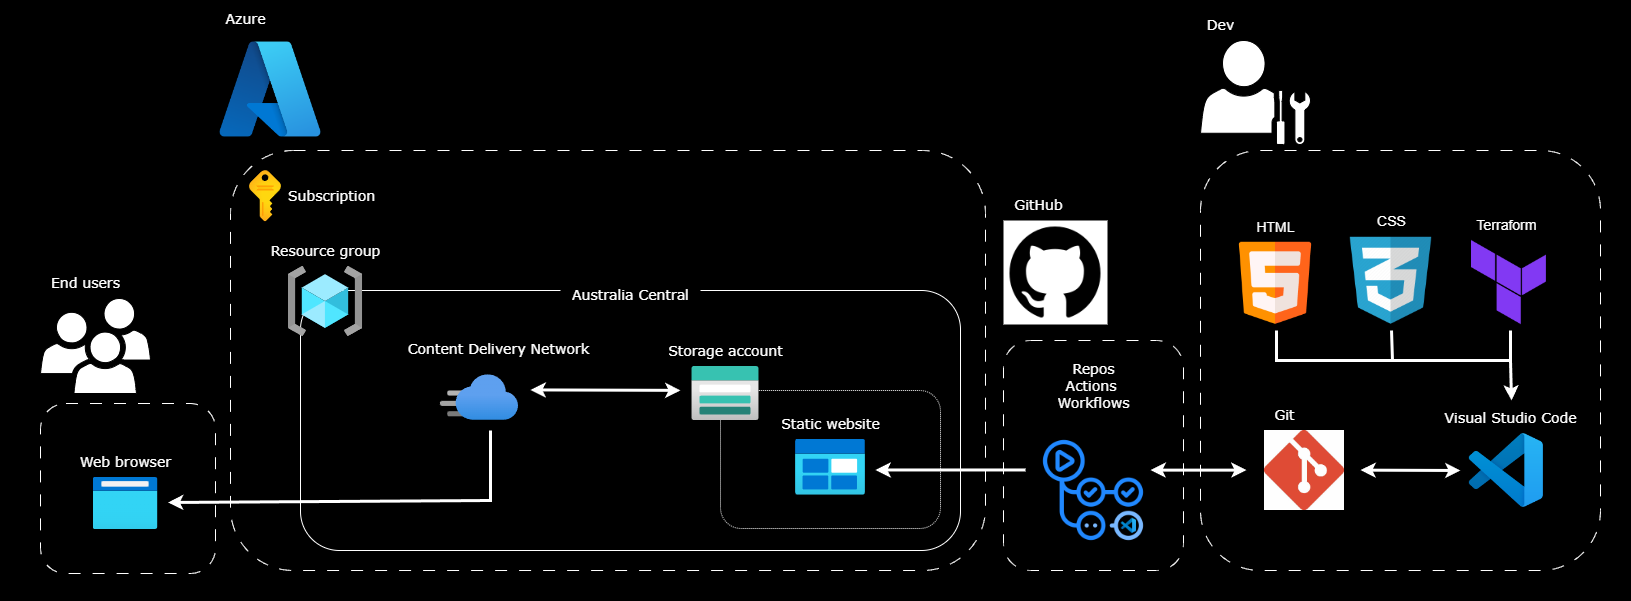 Azure
Dev
Subscription
GitHub
Resource group
Australia Central
HTML
CSS
Terraform
End users
Content Delivery Network
Storage account
Repos
Actions
Workflows
Static website
Git
Visual Studio Code
Web browser